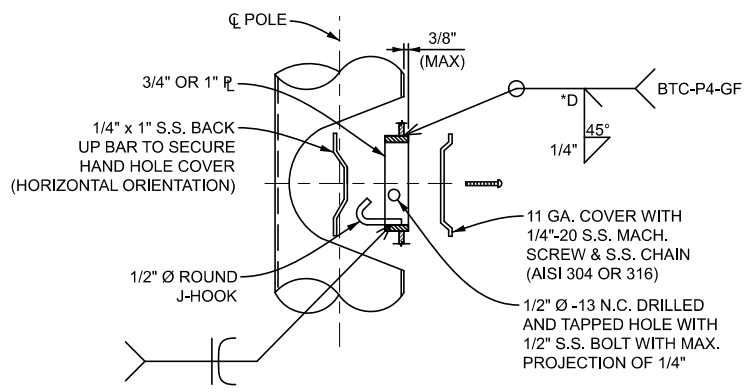 ℄ POLE
3/8"
(MAX)
3/4" OR 1" ℙL
BTC-P4-GF
*D
45°
1/4"
1/4" x 1" S.S. BACK
UP BAR TO SECURE
HAND HOLE COVER
(HORIZONTAL ORIENTATION)
11 GA. COVER WITH
1/4"-20 S.S. MACH.
SCREW & S.S. CHAIN
(AISI 304 OR 316)
1/2" Ø ROUND
J-HOOK
1/2" Ø -13 N.C. DRILLED
AND TAPPED HOLE WITH
1/2" S.S. BOLT WITH MAX.
PROJECTION OF 1/4"